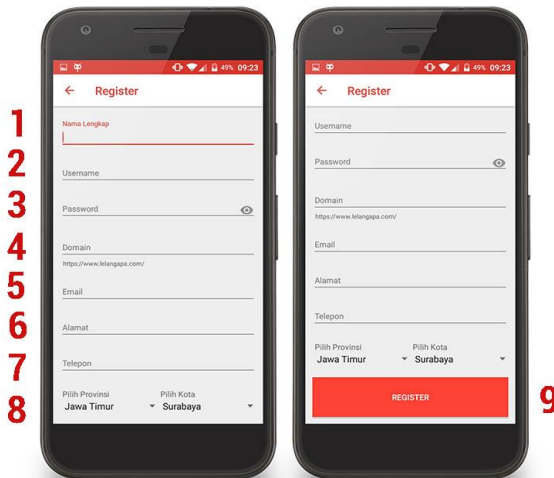 49% 09:23
Register
1
Nama Lengkap
2
Username
3
Password
4
Domain
https://www.lelangapa.com/
5
Email
6
Alamat
7
Telepon
8
Pilih Provinsi Pilih Kota
Jawa Timur Surabaya
49% 09:23
Register
Username
Password
Domain
https://www.lelangapa.com/
Email
Alamat
Telepon
Pilih Provinsi Pilih Kota
Jawa Timur Surabaya
REGISTER
9